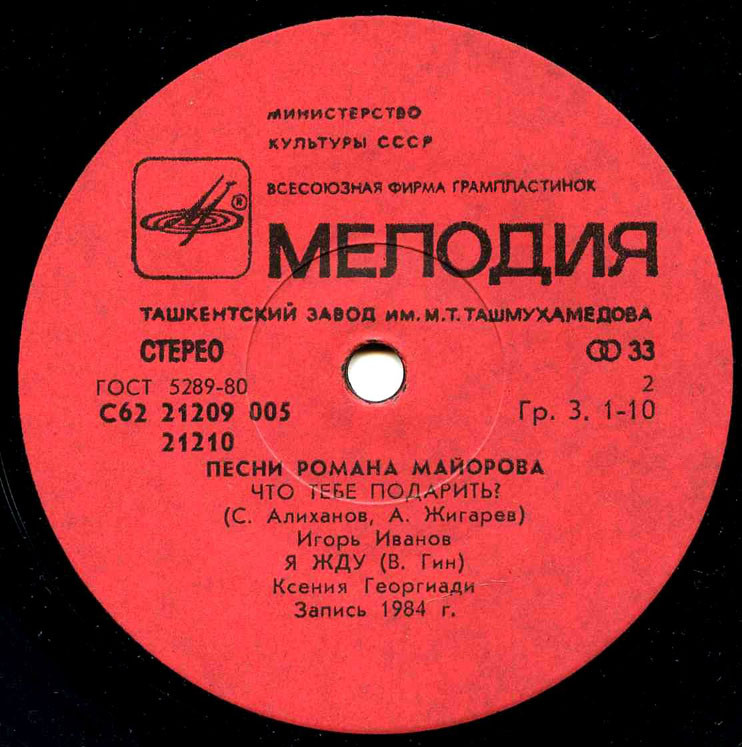 МИНИСТЕРСТВО
КУЛЬТУРЫ СССР
ВСЕСОЮЗНАЯ ФИРМА ГРАМПЛАСТИНОК
®
МЕЛОДИЯ
ТАШКЕНТСКИЙ ЗАВОД ИМ. М.Т. ТАШМУХАМЕДОВА
СТЕРЕО 33
ГОСТ 5289-80 2
С62 21209 005 Гр. 3. 1-10
21210
ПЕСНИ РОМАНА МАЙОРОВА
ЧТО ТЕБЕ ПОДАРИТЬ?
(С. Алиханов, А. Жигарев)
Игорь Иванов
Я ЖДУ (В. Гин)
Ксения Георгиади
Запись 1984 г.